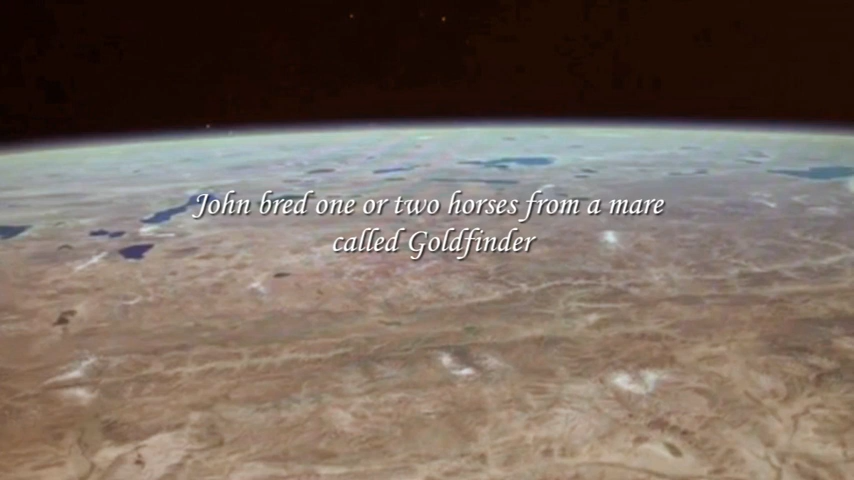 John bred one or two horses from a mare
called Goldfinder